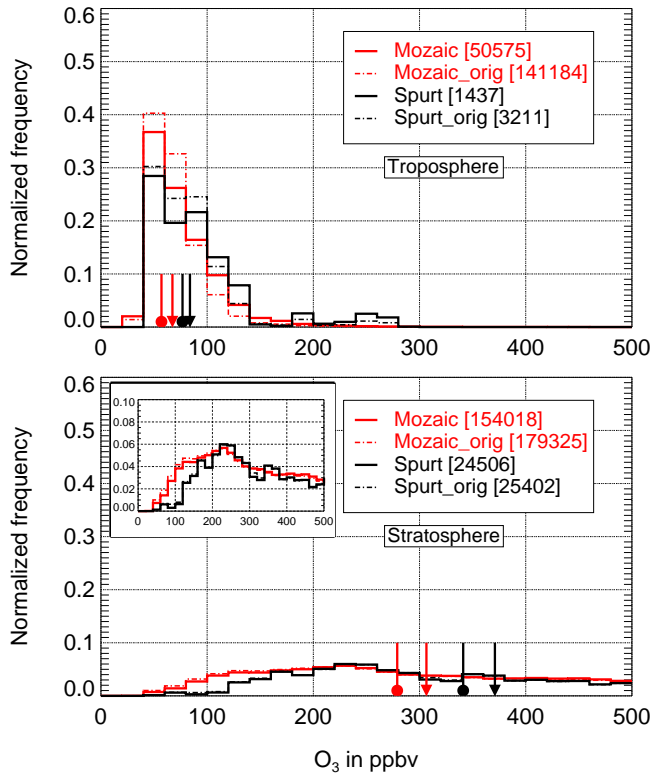 0.6
0.5
0.4
0.3
0.2
0.1
0.0
Normalized frequency
Mozaic [50575]
Mozaic_orig [141184]
Spurt [1437]
Spurt_orig [3211]
Troposphere
0 100 200 300 400 500
0.6
0.5
0.4
0.3
0.2
0.1
0.0
Normalized frequency
0.10
0.08
0.06
0.04
0.02
0.00
0 100 200 300 400 500
Mozaic [154018]
Mozaic_orig [179325]
Spurt [24506]
Spurt_orig [25402]
Stratosphere
0 100 200 300 400 500
O₃ in ppbv